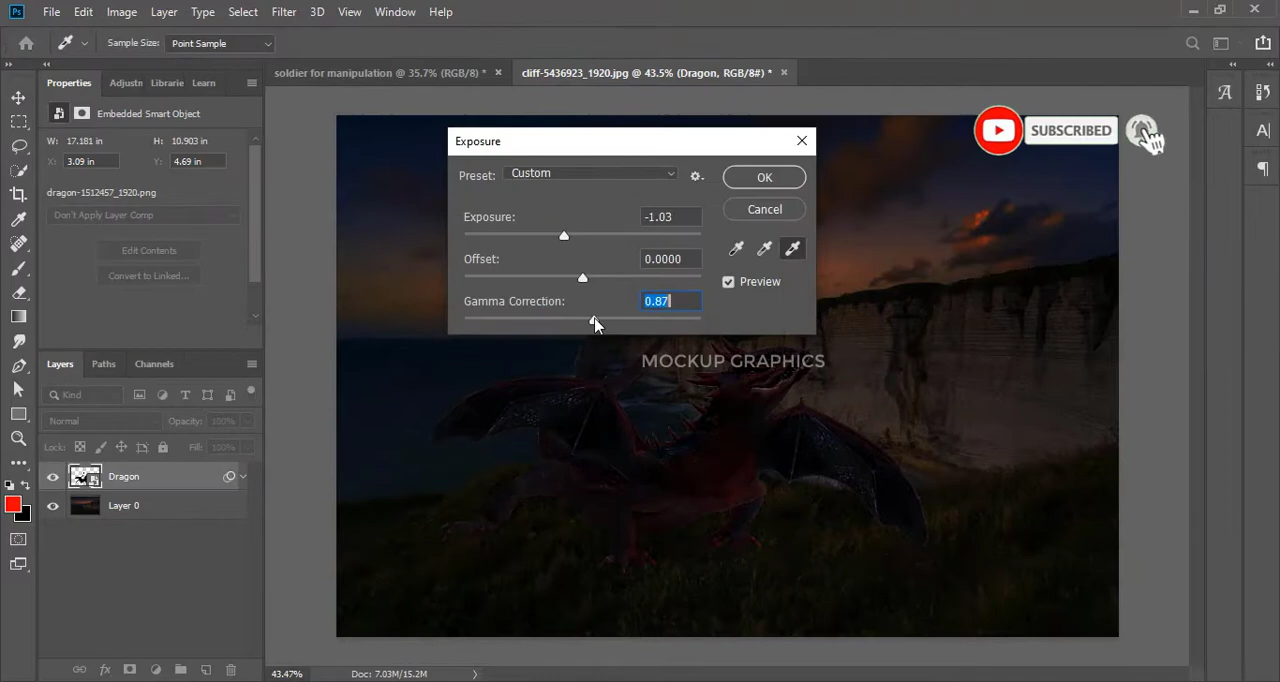 Ps File Edit Image Layer Type Select Filter 3D View Window Help
Sample Size: Point Sample
Properties Adjustn Librarie Learn
soldier for manipulation @ 35.7% (RGB/8) *
cliff-5436923_1920.jpg @ 43.5% (Dragon, RGB/8#) *
Embedded Smart Object
W: 17.181 in H: 10.903 in
X: 3.09 in Y: 4.69 in
dragon-1512457_1920.png
Don't Apply Layer Comp
Edit Contents
Convert to Linked...
SUBSCRIBED
Exposure
Preset: Custom
OK
Exposure: -1.03
Cancel
Offset: 0.0000
Preview
Gamma Correction: 0.87
MOCKUP GRAPHICS
Layers Paths Channels
Kind
Normal Opacity: 100%
Lock: Fill: 100%
Dragon
Layer 0
43.47% Doc: 7.03M/15.2M